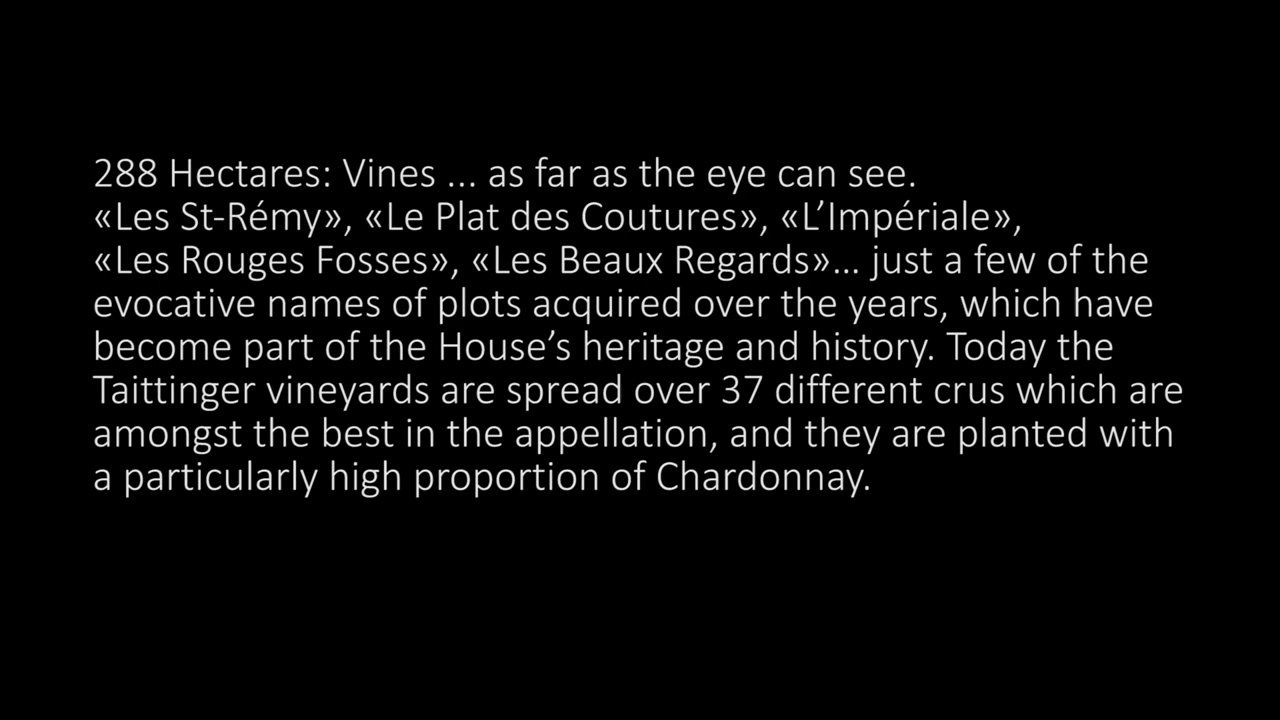 288 Hectares: Vines ... as far as the eye can see.
«Les St-Rémy», «Le Plat des Coutures», «L’Impériale»,
«Les Rouges Fosses», «Les Beaux Regards»... just a few of the
evocative names of plots acquired over the years, which have
become part of the House’s heritage and history. Today the
Taittinger vineyards are spread over 37 different crus which are
amongst the best in the appellation, and they are planted with
a particularly high proportion of Chardonnay.